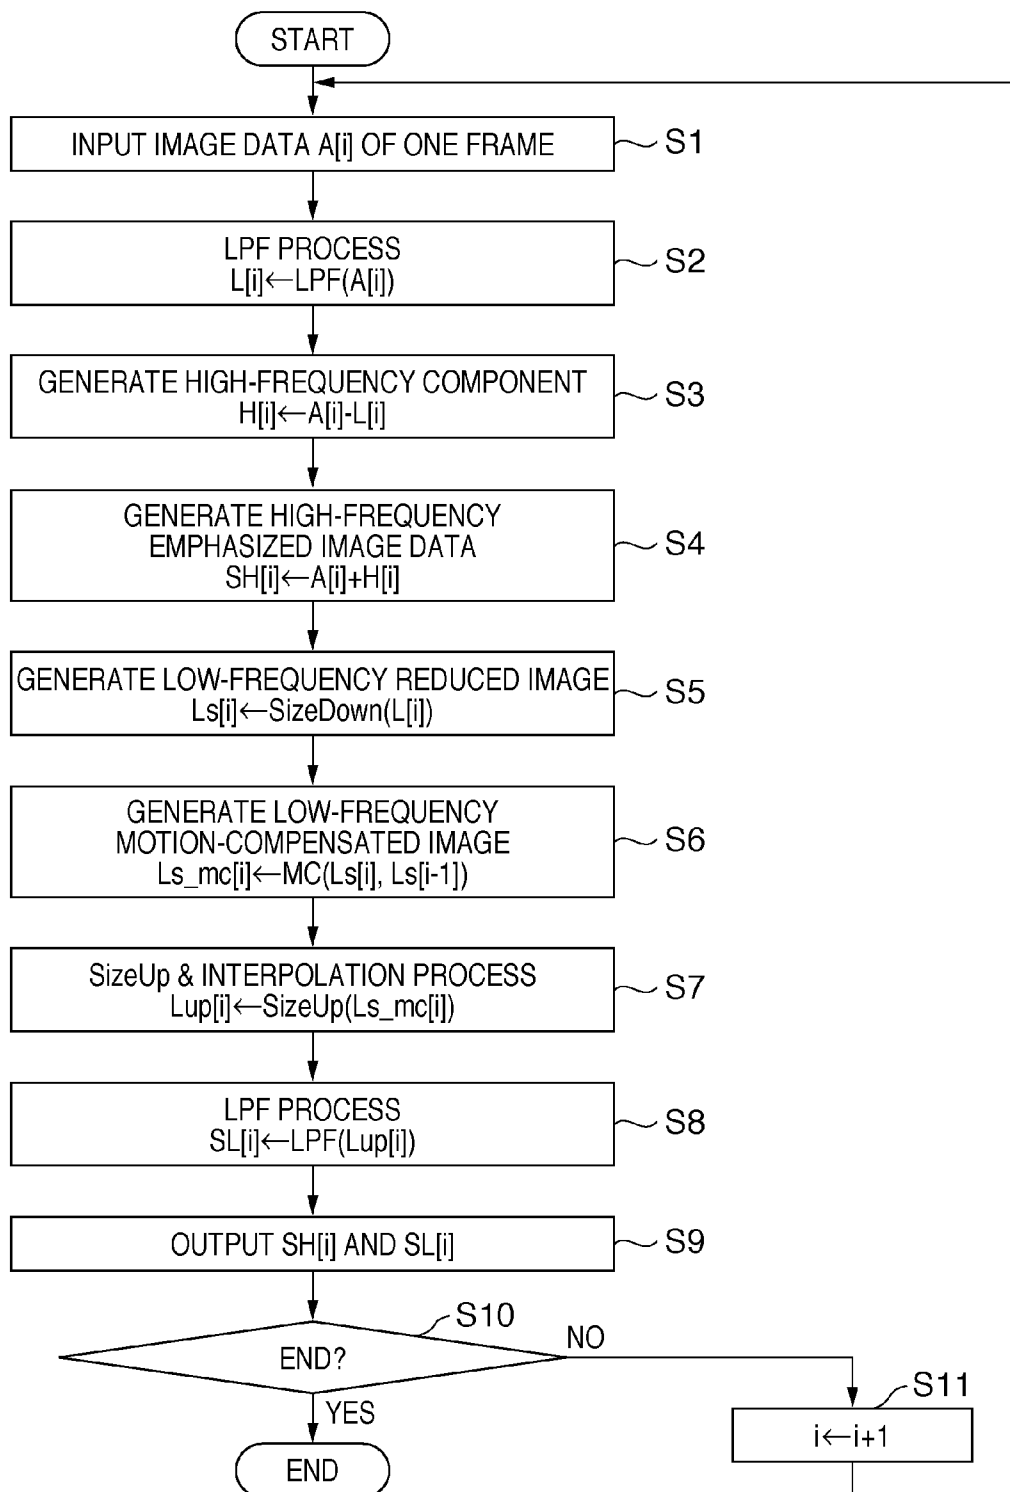 START
INPUT IMAGE DATA A[i] OF ONE FRAME
S1
LPF PROCESS
L[i]←LPF(A[i])
S2
GENERATE HIGH-FREQUENCY COMPONENT
H[i]←A[i]-L[i]
S3
GENERATE HIGH-FREQUENCY
EMPHASIZED IMAGE DATA
SH[i]←A[i]+H[i]
S4
GENERATE LOW-FREQUENCY REDUCED IMAGE
Ls[i]←SizeDown(L[i])
S5
GENERATE LOW-FREQUENCY
MOTION-COMPENSATED IMAGE
Ls_mc[i]←MC(Ls[i], Ls[i-1])
S6
SizeUp & INTERPOLATION PROCESS
Lup[i]←SizeUp(Ls_mc[i])
S7
LPF PROCESS
SL[i]←LPF(Lup[i])
S8
OUTPUT SH[i] AND SL[i]
S9
S10
END?
NO
YES
S11
i←i+1
END